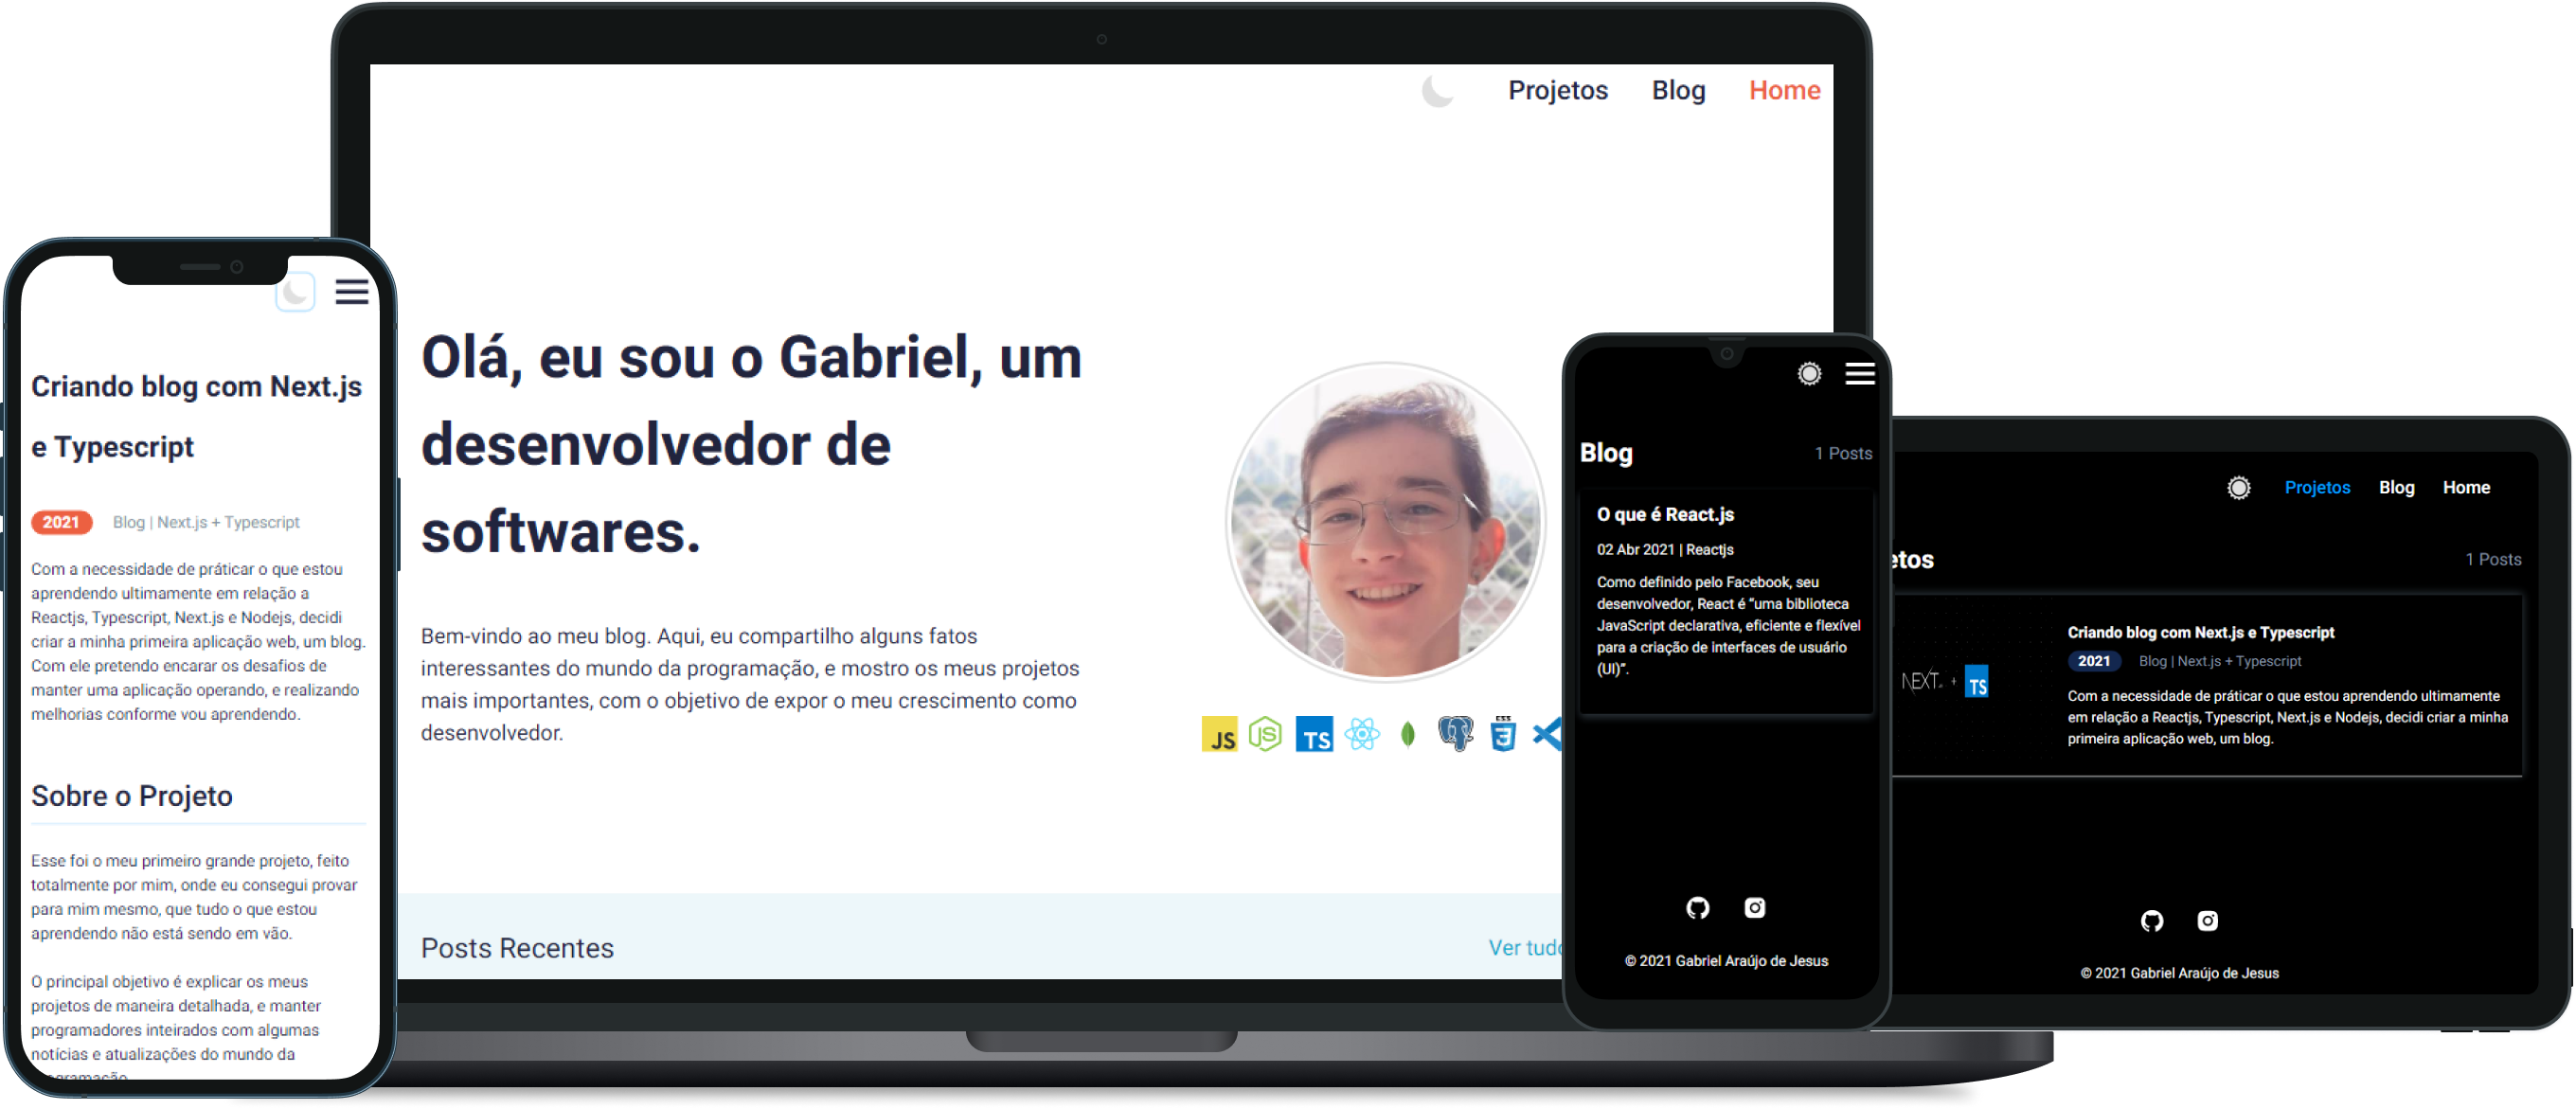 Projetos Blog Home
Olá, eu sou o Gabriel, um
desenvolvedor de
softwares.
Bem-vindo ao meu blog. Aqui, eu compartilho alguns fatos
interessantes do mundo da programação, e mostro os meus projetos
mais importantes, com o objetivo de expor o meu crescimento como
desenvolvedor.
JS JS TS CSS 3
Posts Recentes
Ver tudo
Criando blog com Next.js
e Typescript
2021 Blog | Next.js + Typescript
Com a necessidade de práticar o que estou
aprendendo ultimamente em relação a
Reactjs, Typescript, Next.js e Nodejs, decidi
criar a minha primeira aplicação web, um blog.
Com ele pretendo encarar os desafios de
manter uma aplicação operando, e realizando
melhorias conforme vou aprendendo.
Sobre o Projeto
Esse foi o meu primeiro grande projeto, feito
totalmente por mim, onde eu consegui provar
para mim mesmo, que tudo o que estou
aprendendo não está sendo em vão.
O principal objetivo é explicar os meus
projetos de maneira detalhada, e manter
programadores inteirados com algumas
notícias e atualizações do mundo da
Blog 1 Posts
O que é React.js
02 Abr 2021 | Reactjs
Como definido pelo Facebook, seu
desenvolvedor, React é “uma biblioteca
JavaScript declarativa, eficiente e flexível
para a criação de interfaces de usuário
(UI)”.
© 2021 Gabriel Araújo de Jesus
Projetos Blog Home
etos 1 Posts
NEXT.js + TS
Criando blog com Next.js e Typescript
2021 Blog | Next.js + Typescript
Com a necessidade de práticar o que estou aprendendo ultimamente
em relação a Reactjs, Typescript, Next.js e Nodejs, decidi criar a minha
primeira aplicação web, um blog.
© 2021 Gabriel Araújo de Jesus